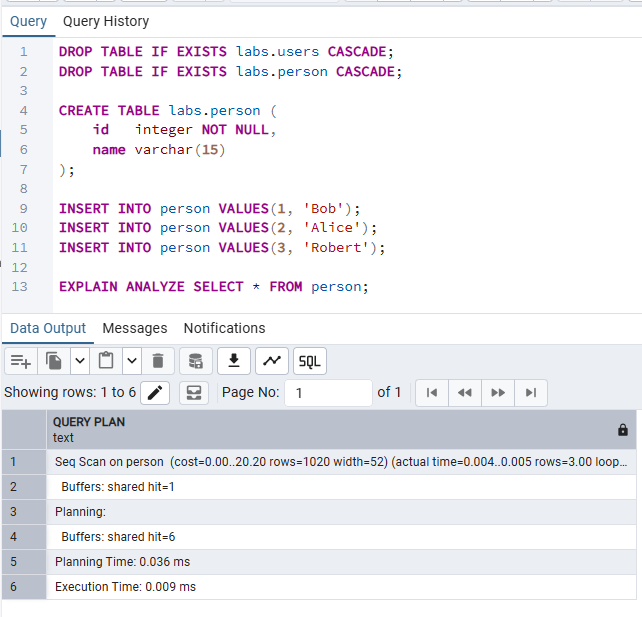 Query Query History
1 DROP TABLE IF EXISTS labs.users CASCADE;
2 DROP TABLE IF EXISTS labs.person CASCADE;
3
4 CREATE TABLE labs.person (
5 id integer NOT NULL,
6 name varchar(15)
7 );
8
9 INSERT INTO person VALUES(1, 'Bob');
10 INSERT INTO person VALUES(2, 'Alice');
11 INSERT INTO person VALUES(3, 'Robert');
12
13 EXPLAIN ANALYZE SELECT * FROM person;
Data Output Messages Notifications
SQL
Showing rows: 1 to 6 Page No: 1 of 1
QUERY PLAN
text
1 Seq Scan on person (cost=0.00..20.20 rows=1020 width=52) (actual time=0.004..0.005 rows=3.00 loop...
2 Buffers: shared hit=1
3 Planning:
4 Buffers: shared hit=6
5 Planning Time: 0.036 ms
6 Execution Time: 0.009 ms